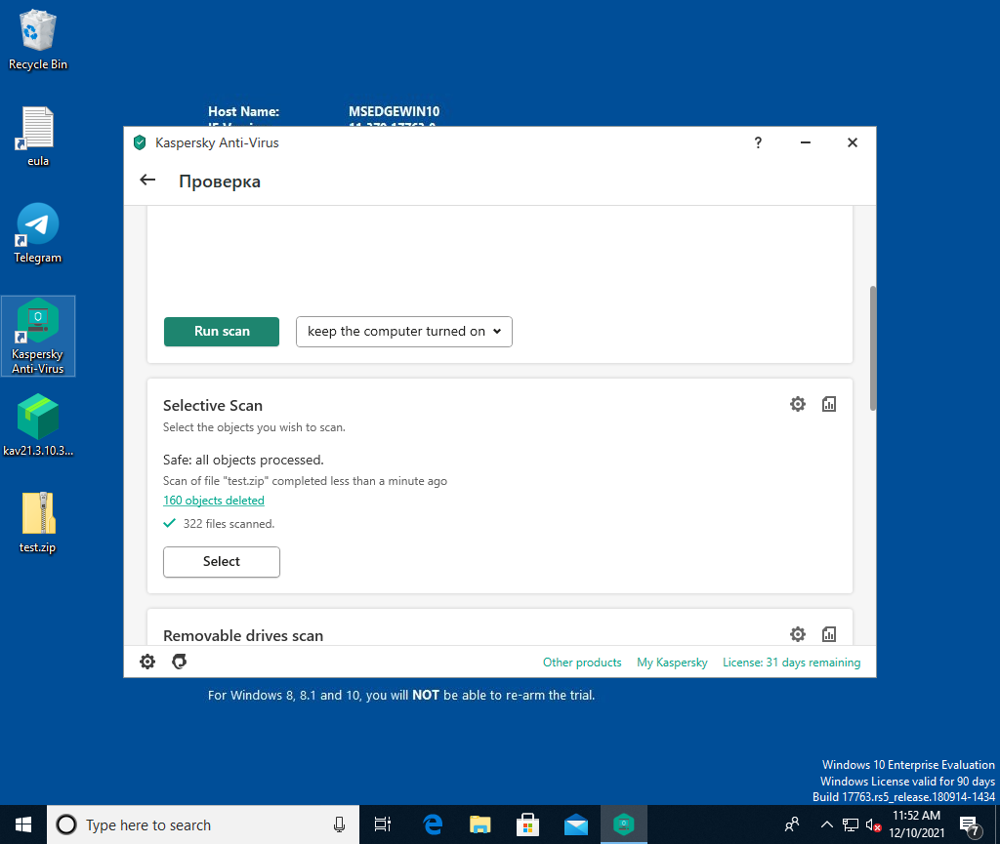 Recycle Bin
eula
Telegram
Kaspersky
Anti-Virus
kav21.3.10.3...
test.zip
Host Name: MSEDGEWIN10
Kaspersky Anti-Virus
?
Проверка
Run scan
keep the computer turned on
Selective Scan
Select the objects you wish to scan.
Safe: all objects processed.
Scan of file "test.zip" completed less than a minute ago
160 objects deleted
322 files scanned.
Select
Removable drives scan
Other products My Kaspersky License: 31 days remaining
For Windows 8, 8.1 and 10, you will NOT be able to re-arm the trial.
Windows 10 Enterprise Evaluation
Windows License valid for 90 days
Build 17763.rs5_release.180914-1434
Type here to search
11:52 AM
12/10/2021
7